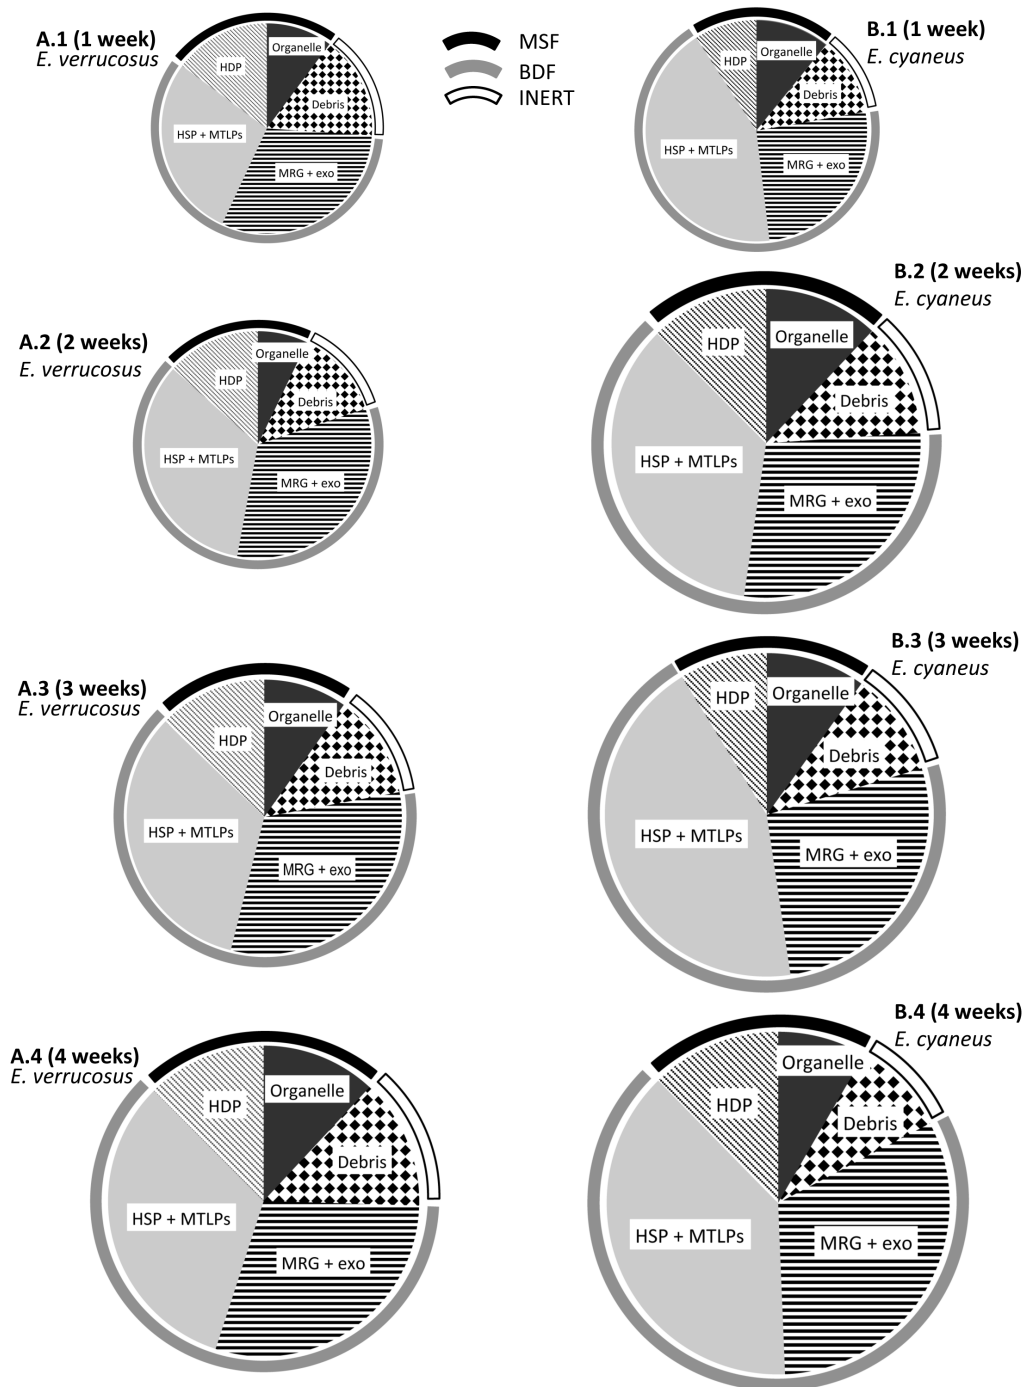 A.1 (1 week)
E. verrucosus
Organelle
HDP
Debris
HSP + MTLPs
MRG + exo
MSF
BDF
INERT
B.1 (1 week)
E. cyaneus
Organelle
HDP
Debris
HSP + MTLPs
MRG + exo
A.2 (2 weeks)
E. verrucosus
Organelle
HDP
Debris
HSP + MTLPs
MRG + exo
B.2 (2 weeks)
E. cyaneus
Organelle
HDP
Debris
HSP + MTLPs
MRG + exo
A.3 (3 weeks)
E. verrucosus
Organelle
HDP
Debris
HSP + MTLPs
MRG + exo
B.3 (3 weeks)
E. cyaneus
Organelle
HDP
Debris
HSP + MTLPs
MRG + exo
A.4 (4 weeks)
E. verrucosus
Organelle
HDP
Debris
HSP + MTLPs
MRG + exo
B.4 (4 weeks)
E. cyaneus
Organelle
HDP
Debris
HSP + MTLPs
MRG + exo